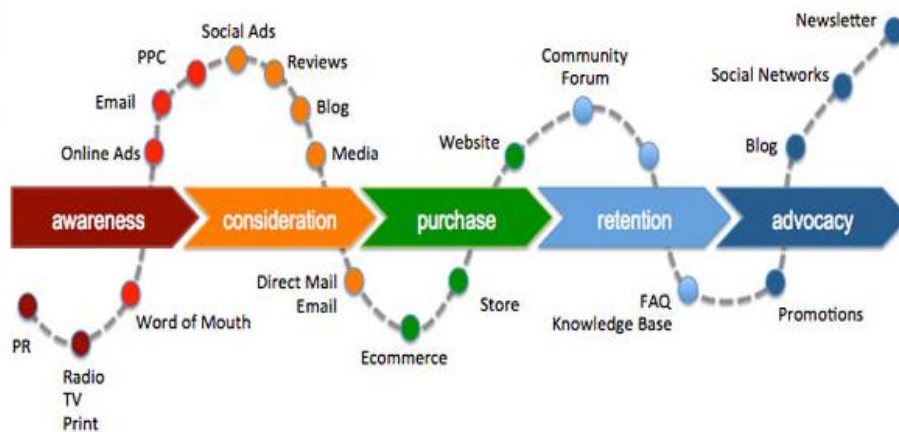 Newsletter
Social Ads
PPC
Reviews
Community
Forum
Social Networks
Email
Blog
Online Ads
Media
Website
Blog
awareness
consideration
purchase
retention
advocacy
Direct Mail
Email
Store
FAQ
Knowledge Base
Promotions
Word of Mouth
PR
Ecommerce
Radio
TV
Print